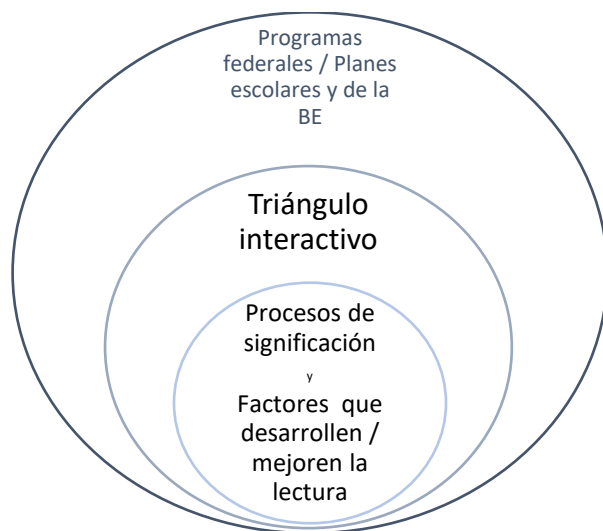 Programas
federales / Planes
escolares y de la
BE
Triángulo
interactivo
Procesos de
significación
y
Factores que
desarrollen /
mejoren la
lectura